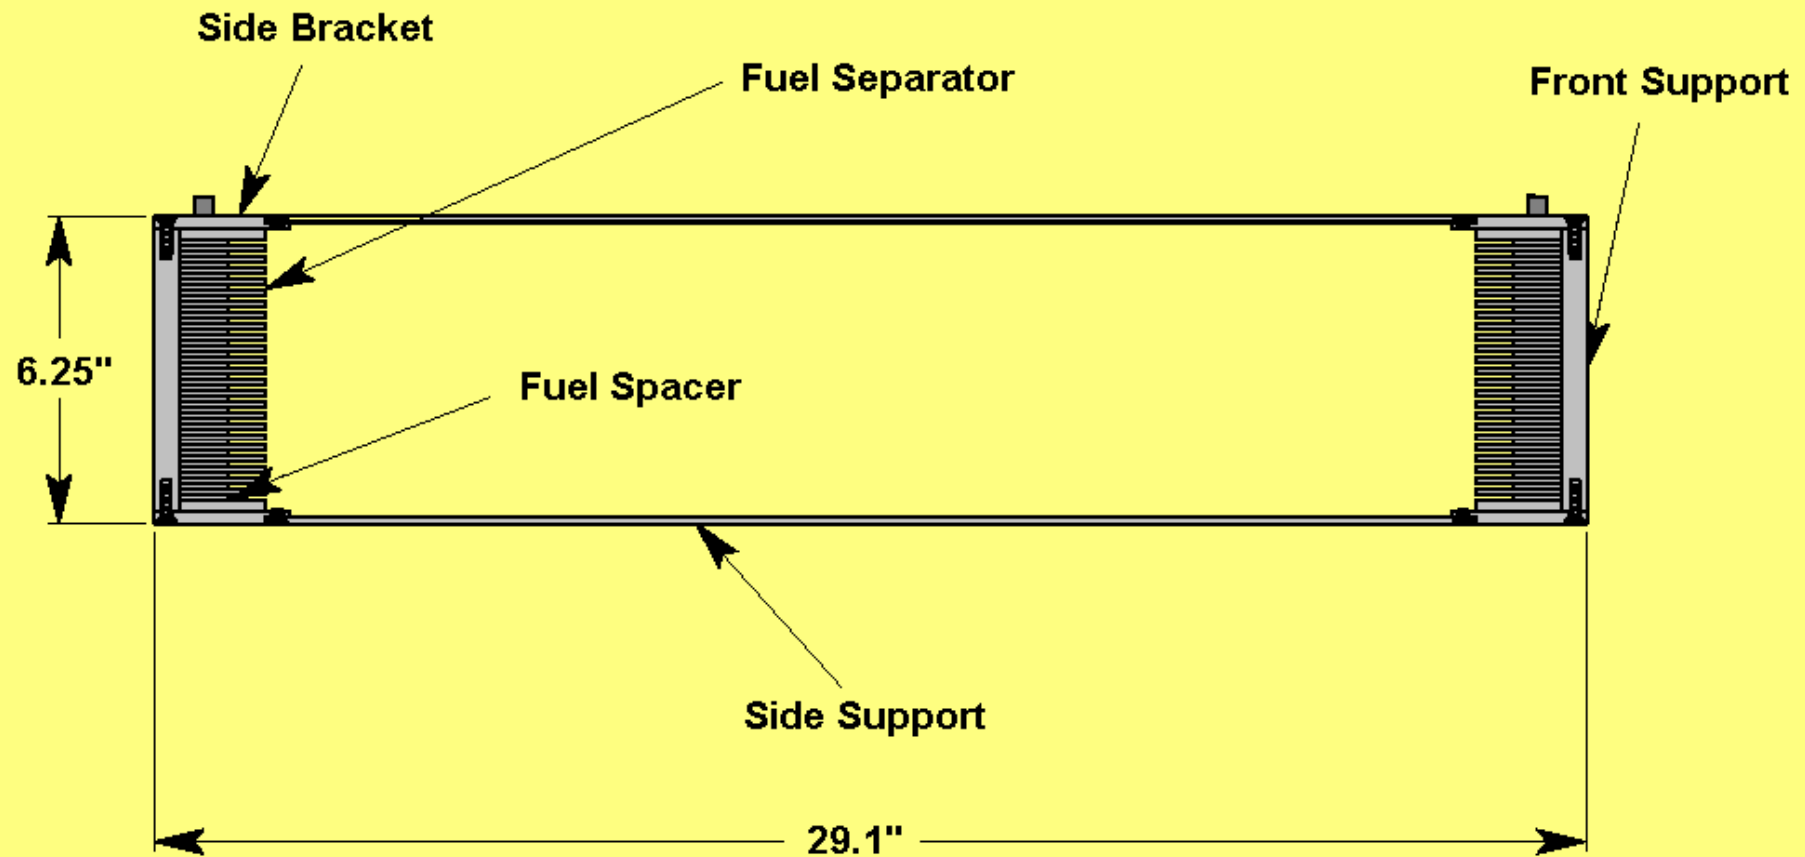 Side Bracket
Fuel Separator
Front Support
6.25"
Fuel Spacer
Side Support
29.1"